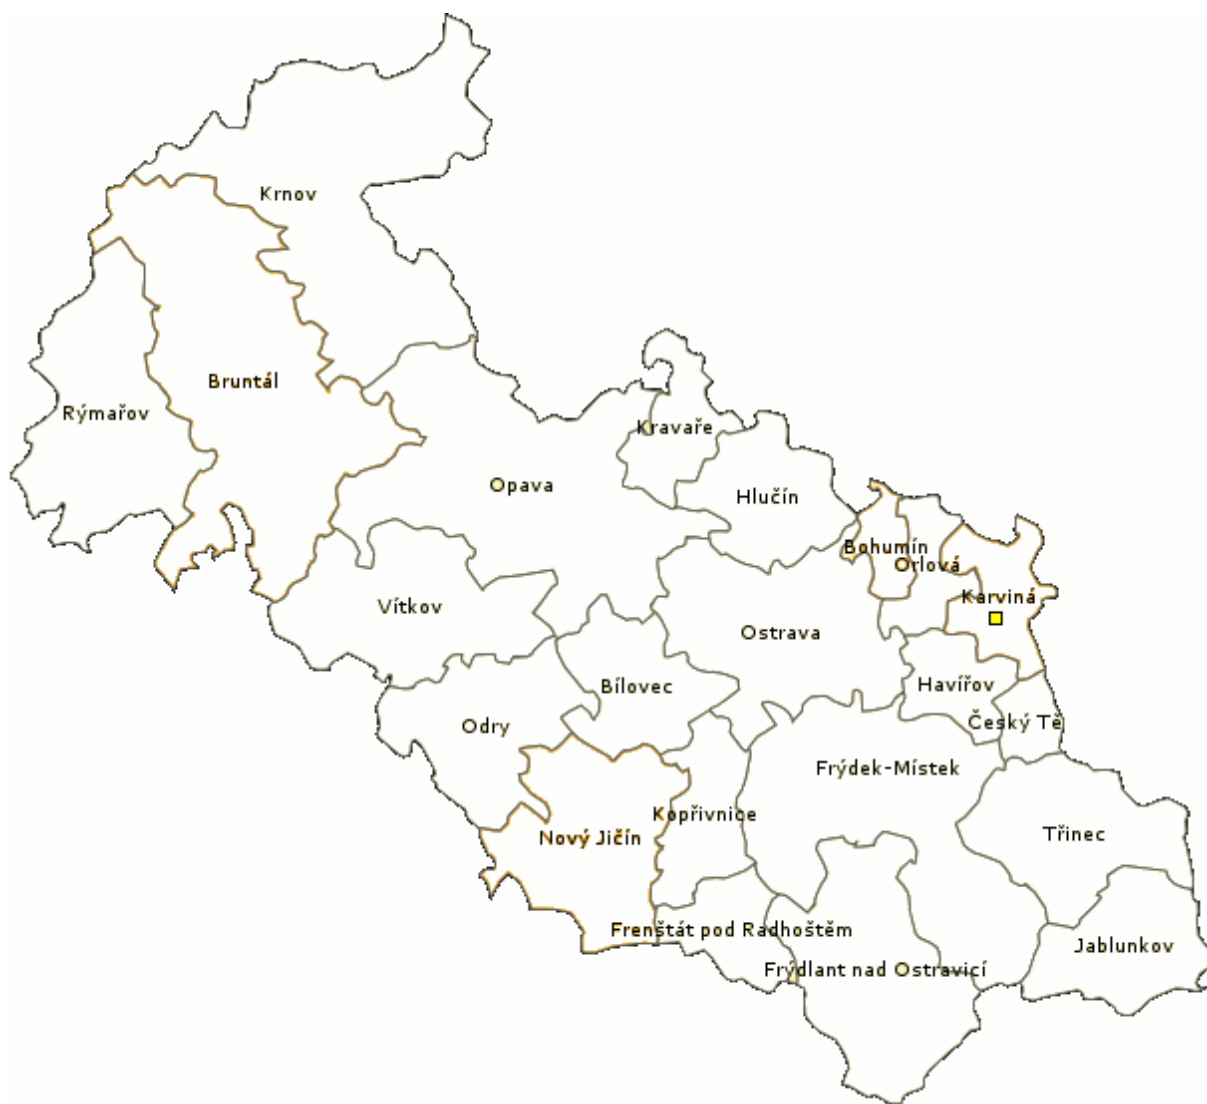 Krnov
Bruntál
Rýmařov
Kravaře
Opava
Hlučín
Bohumín
Orlová
Karviná
Vítkov
Ostrava
Bílovec
Havířov
Odry
Český Tě
Frýdek-Místek
Kopřivnice
Nový Jičín
Třinec
Frenštát pod Radhoštěm
Jablunkov
Frýdlant nad Ostravicí